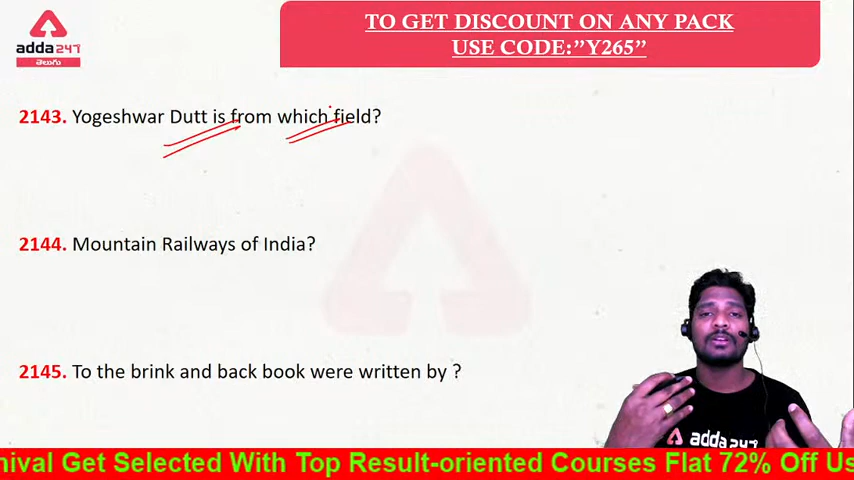 TO GET DISCOUNT ON ANY PACK
USE CODE:”Y265”
adda247
తెలుగు
2143. Yogeshwar Dutt is from which field?
2144. Mountain Railways of India?
2145. To the brink and back book were written by ?
adda247
nival Get Selected With Top Result-oriented Courses Flat 72% Off Us